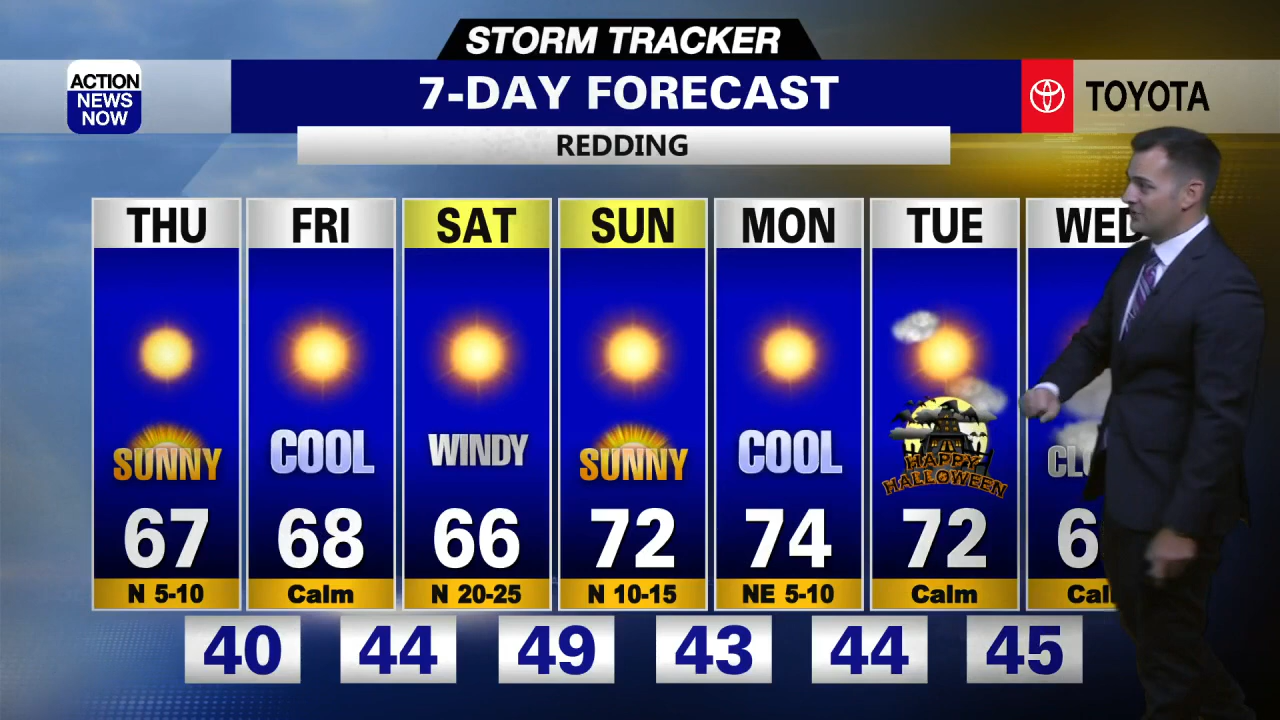 STORM TRACKER
ACTION
NEWS
NOW
7-DAY FORECAST
TOYOTA
REDDING
THU FRI SAT SUN MON TUE WED
SUNNY COOL WINDY SUNNY COOL HAPPY HALLOWEEN
67 68 66 72 74 72
N 5-10 Calm N 20-25 N 10-15 NE 5-10 Calm
40 44 49 43 44 45